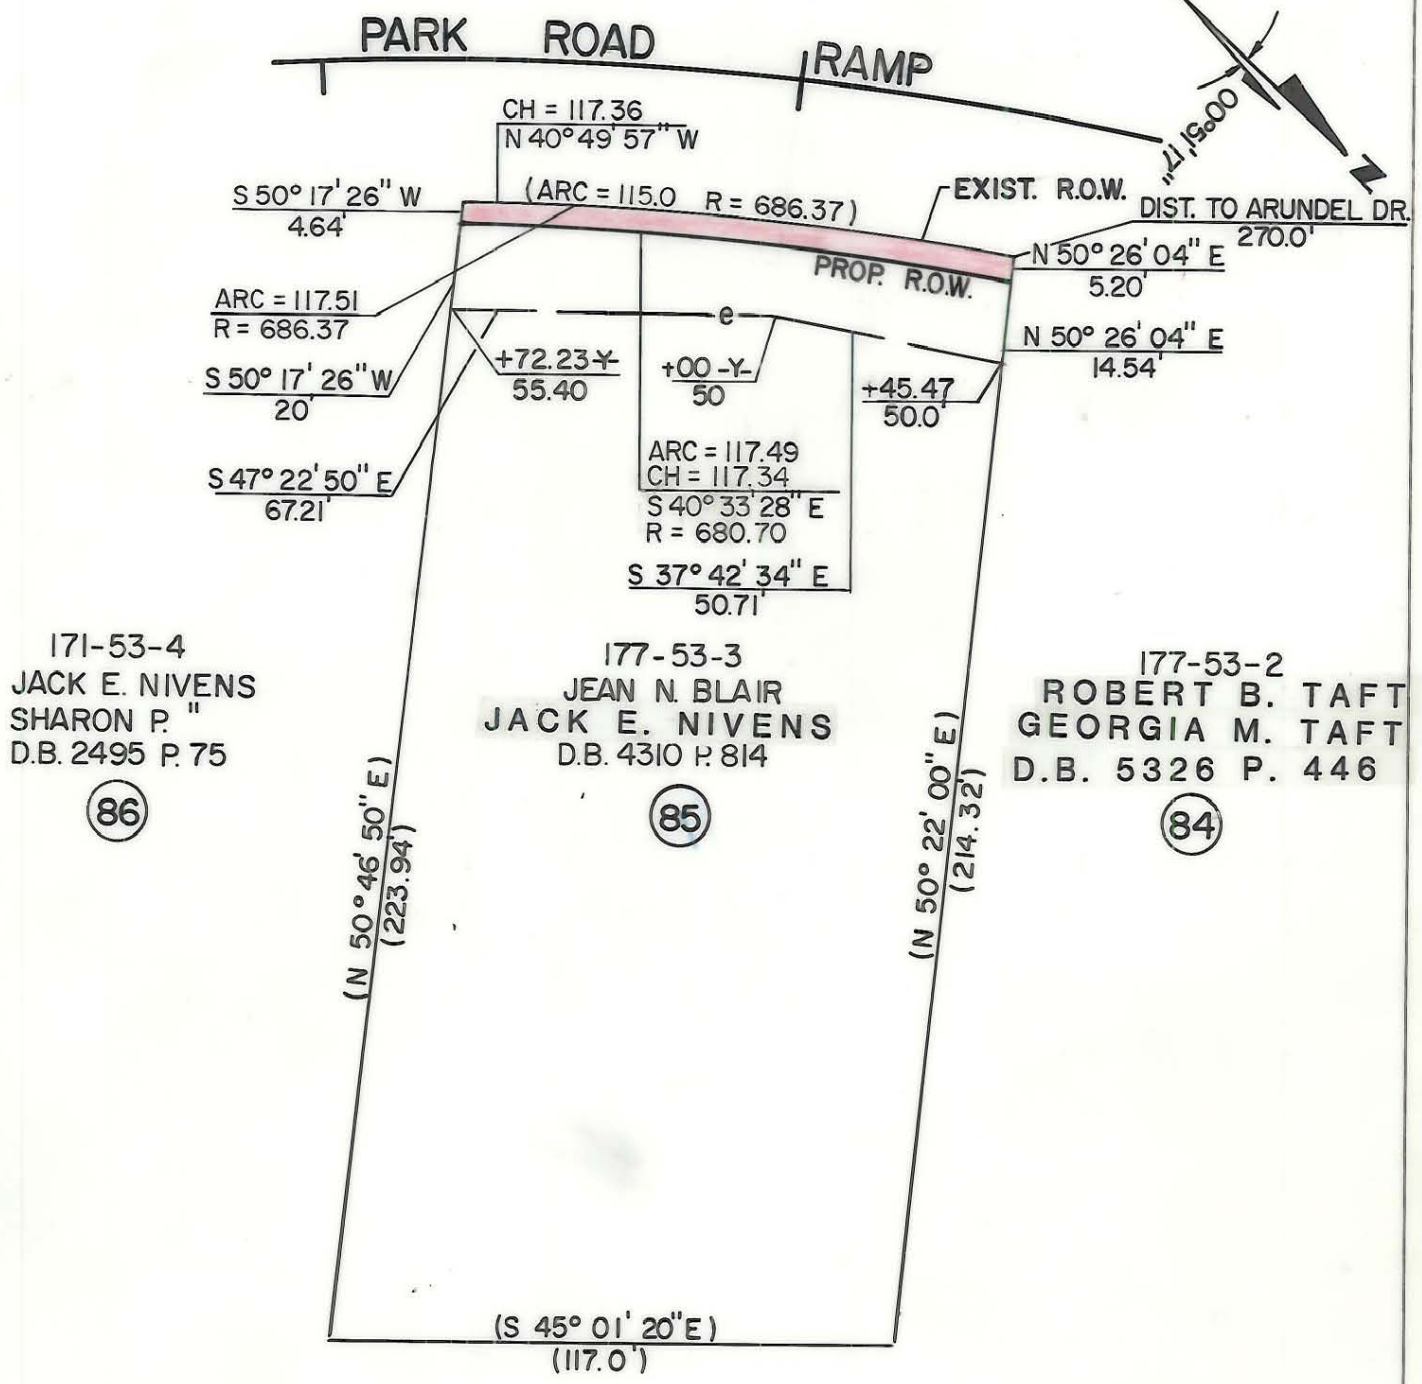 PARK ROAD RAMP
00°51'17"
N
CH = 117.36
N 40° 49' 57" W
S 50° 17' 26" W
4.64'
(ARC = 115.0 R = 686.37)
EXIST. R.O.W.
DIST. TO ARUNDEL DR.
270.0'
N 50° 26' 04" E
5.20'
PROP. R.O.W.
ARC = 117.51
R = 686.37
e
S 50° 17' 26" W
20'
+72.23-Y-
55.40
+00 -Y-
50
+45.47
50.0'
N 50° 26' 04" E
14.54'
S 47° 22' 50" E
67.21'
ARC = 117.49
CH = 117.34
S 40° 33' 28" E
R = 680.70
S 37° 42' 34" E
50.71'
171-53-4
JACK E. NIVENS
SHARON P. "
D.B. 2495 P. 75
86
177-53-3
JEAN N. BLAIR
JACK E. NIVENS
D.B. 4310 P. 814
85
177-53-2
ROBERT B. TAFT
GEORGIA M. TAFT
D.B. 5326 P. 446
84
(N 50° 46' 50" E)
(223.94')
(N 50° 22' 00" E)
(214.32')
(S 45° 01' 20" E)
(117.0')